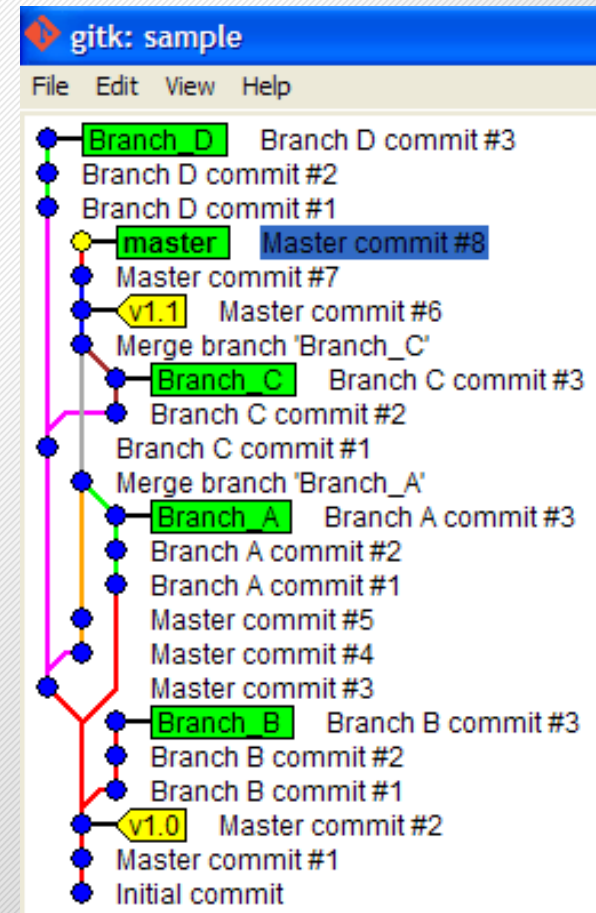 gitk: sample
File Edit View Help
Branch_D Branch D commit #3
Branch D commit #2
Branch D commit #1
master Master commit #8
Master commit #7
v1.1 Master commit #6
Merge branch 'Branch_C'
Branch_C Branch C commit #3
Branch C commit #2
Branch C commit #1
Merge branch 'Branch_A'
Branch_A Branch A commit #3
Branch A commit #2
Branch A commit #1
Master commit #5
Master commit #4
Master commit #3
Branch_B Branch B commit #3
Branch B commit #2
Branch B commit #1
v1.0 Master commit #2
Master commit #1
Initial commit